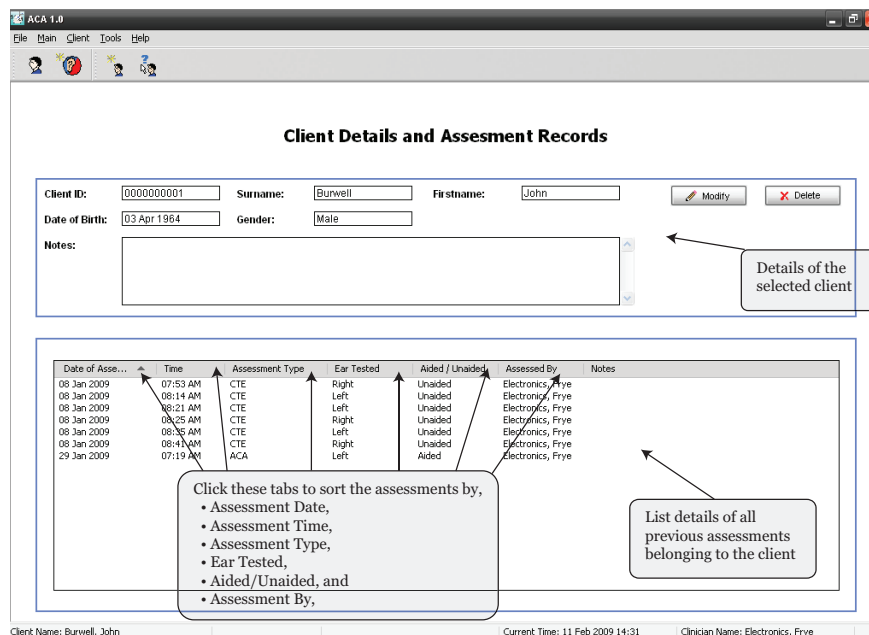 ACA 1.0
File Main Client Tools Help
Client Details and Assesment Records
Client ID: 0000000001 Surname: Burwell Firstname: John Modify Delete
Date of Birth: 03 Apr 1964 Gender: Male
Notes:
Details of the
selected client
Date of Asse... Time Assessment Type Ear Tested Aided / Unaided Assessed By Notes
08 Jan 2009 07:53 AM CTE Right Unaided Electronics, Frye
08 Jan 2009 08:14 AM CTE Left Unaided Electronics, Frye
08 Jan 2009 08:21 AM CTE Left Unaided Electronics, Frye
08 Jan 2009 08:25 AM CTE Right Unaided Electronics, Frye
08 Jan 2009 08:35 AM CTE Left Unaided Electronics, Frye
08 Jan 2009 08:41 AM CTE Right Unaided Electronics, Frye
29 Jan 2009 07:19 AM ACA Left Aided Electronics, Frye
Click these tabs to sort the assessments by,
• Assessment Date,
• Assessment Time,
• Assessment Type,
• Ear Tested,
• Aided/Unaided, and
• Assessment By,
List details of all
previous assessments
belonging to the client
Client Name: Burwell, John Current Time: 11 Feb 2009 14:31 Clinician Name: Electronics, Frye